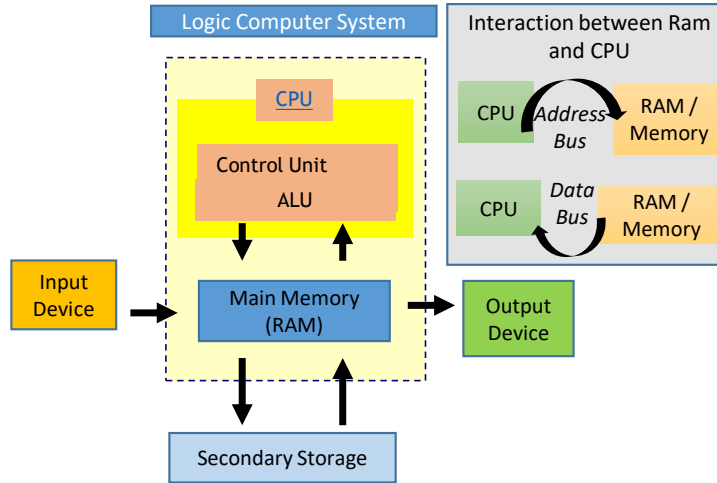 Logic Computer System
CPU
Control Unit
ALU
Input
Device
Main Memory
(RAM)
Output
Device
Secondary Storage
Interaction between Ram
and CPU
CPU
Address
Bus
RAM /
Memory
CPU
Data
Bus
RAM /
Memory